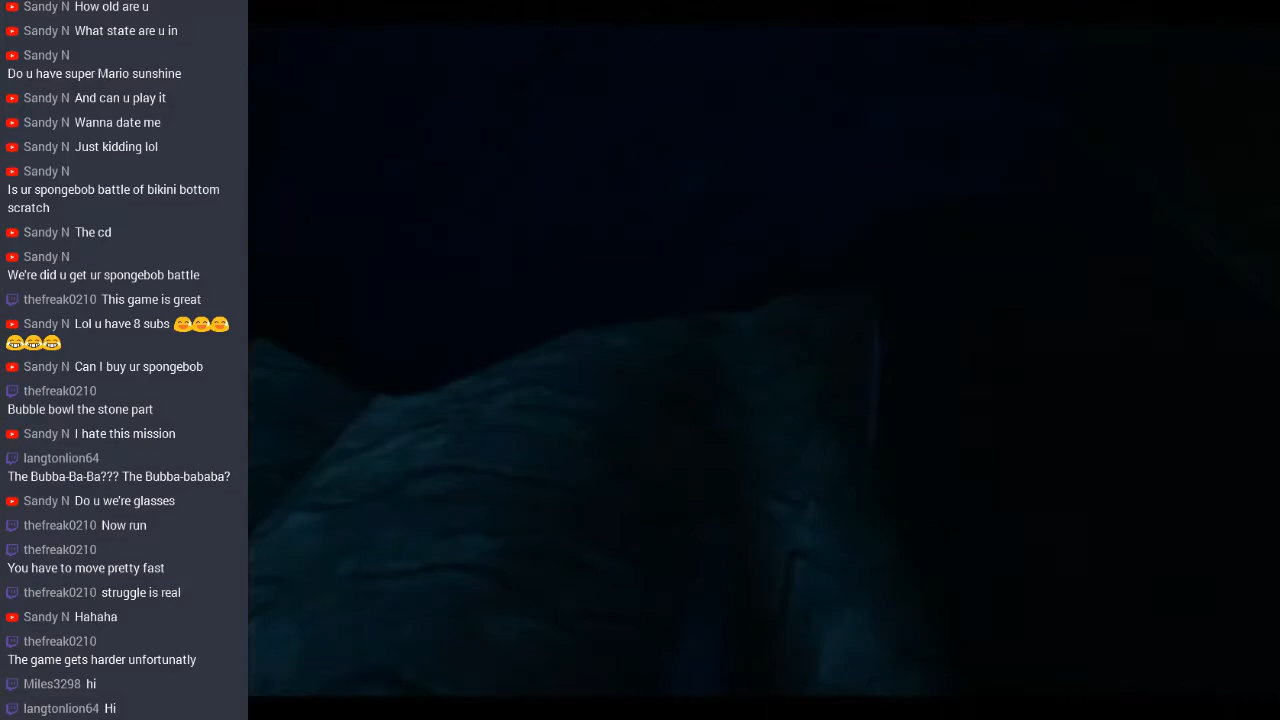 Sandy N How old are u
Sandy N What state are u in
Sandy N
Do u have super Mario sunshine
Sandy N And can u play it
Sandy N Wanna date me
Sandy N Just kidding lol
Sandy N
Is ur spongebob battle of bikini bottom
scratch
Sandy N The cd
Sandy N
We're did u get ur spongebob battle
thefreak0210 This game is great
Sandy N Lol u have 8 subs 😄😄😅
😂😂😂
Sandy N Can I buy ur spongebob
thefreak0210
Bubble bowl the stone part
Sandy N I hate this mission
langtonlion64
The Bubba-Ba-Ba??? The Bubba-bababa?
Sandy N Do u we're glasses
thefreak0210 Now run
thefreak0210
You have to move pretty fast
thefreak0210 struggle is real
Sandy N Hahaha
thefreak0210
The game gets harder unfortunatly
Miles3298 hi
langtonlion64 Hi